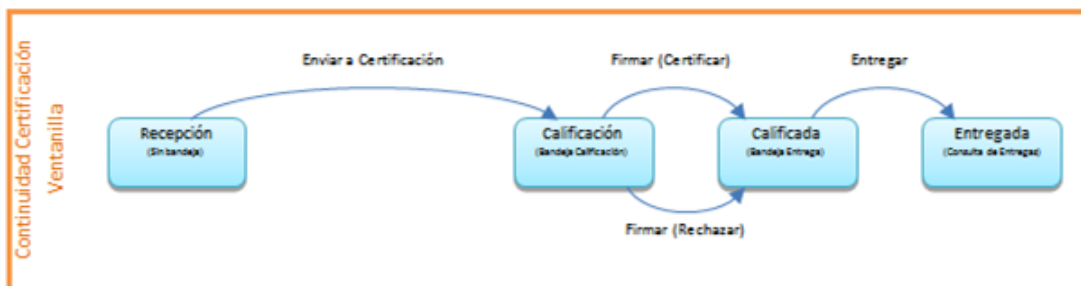 Continuidad Certificación
Ventanilla
Enviar a Certificación
Firmar (Certificar)
Entregar
Recepción
(Sin bandeja)
Calificación
(Bandeja Calificación)
Calificada
(Bandeja Entrega)
Entregada
(Consulta de Entregas)
Firmar (Rechazar)